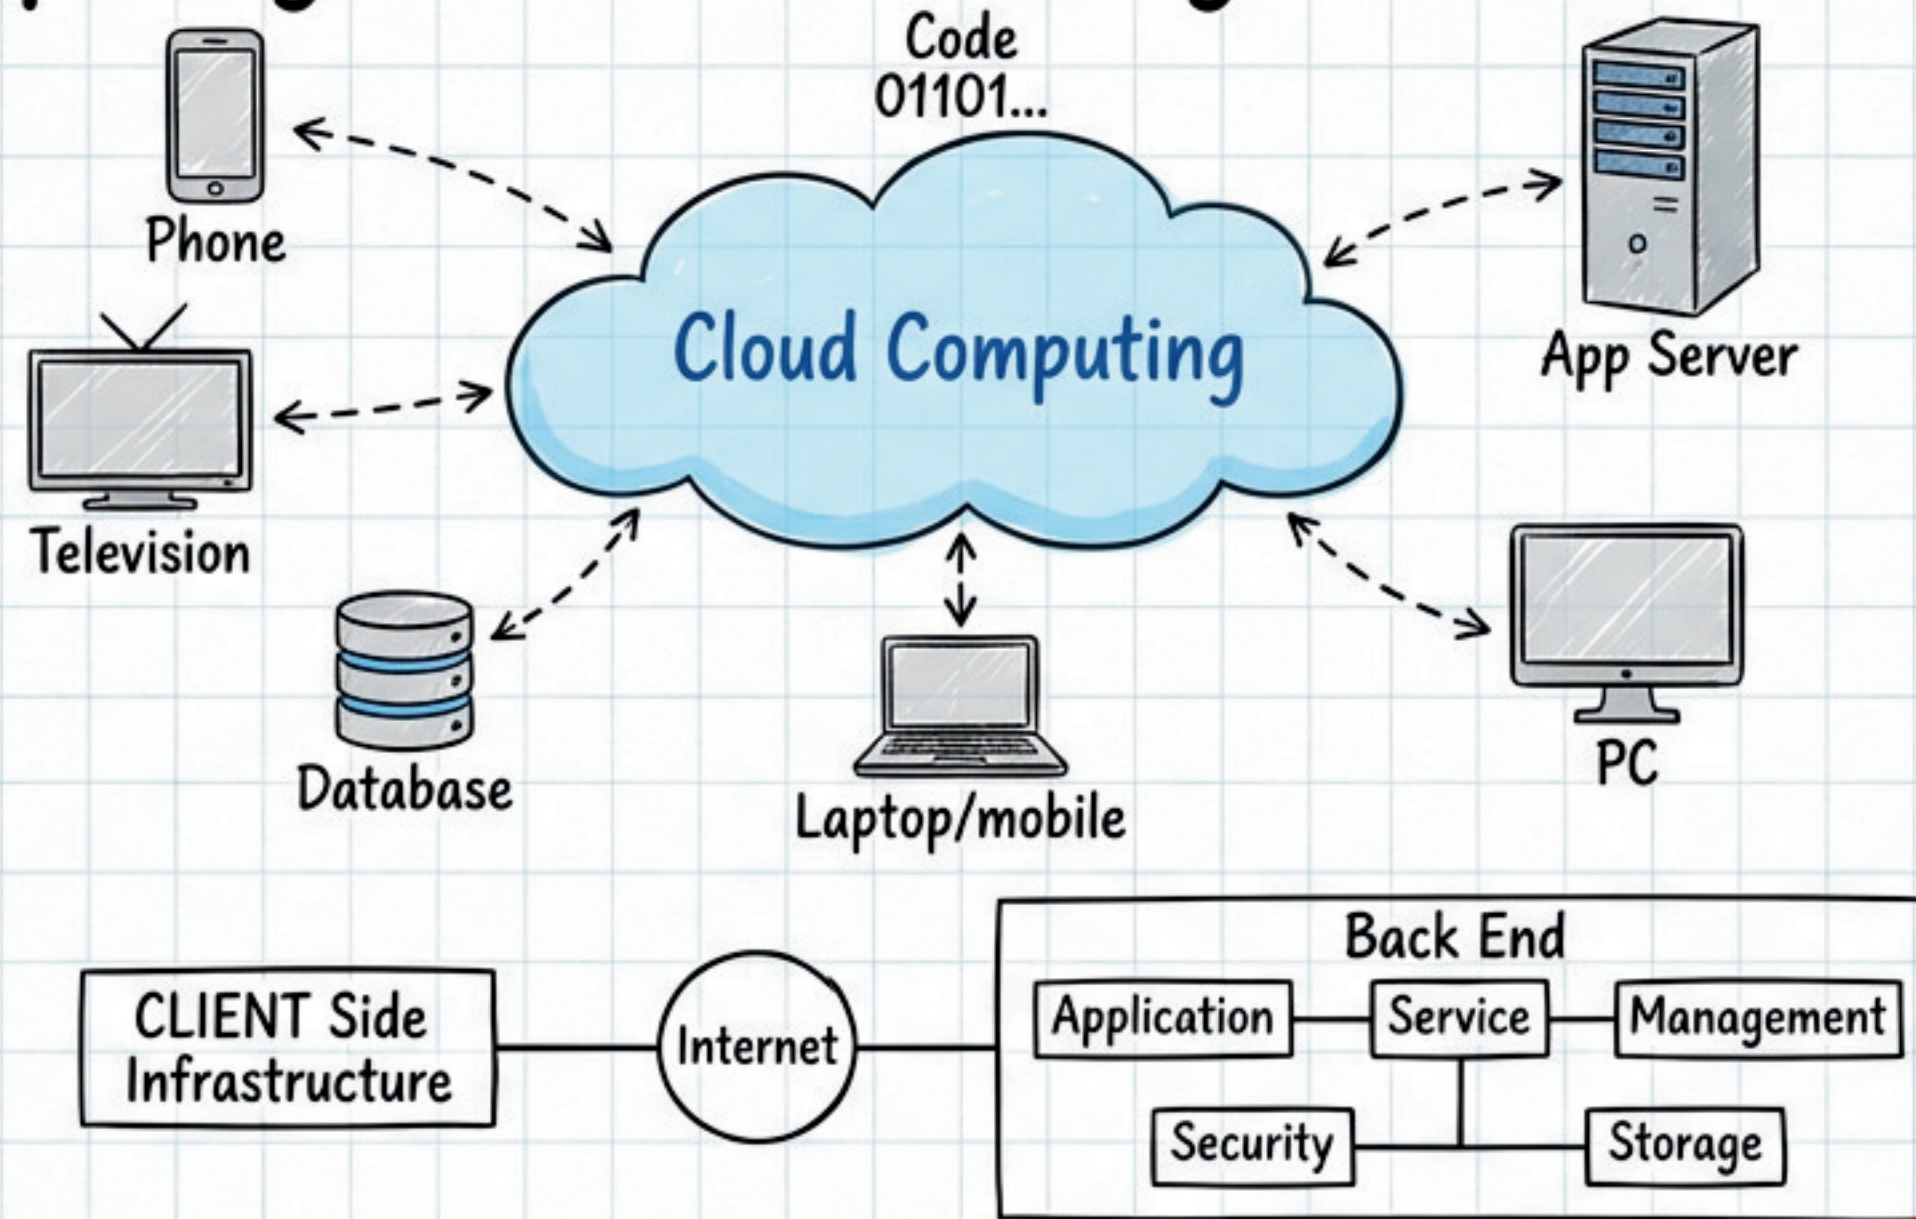 Code
01101...
Phone
Cloud Computing
App Server
Television
Database
Laptop/mobile
PC
CLIENT Side
Infrastructure
Internet
Back End
Application
Service
Management
Security
Storage